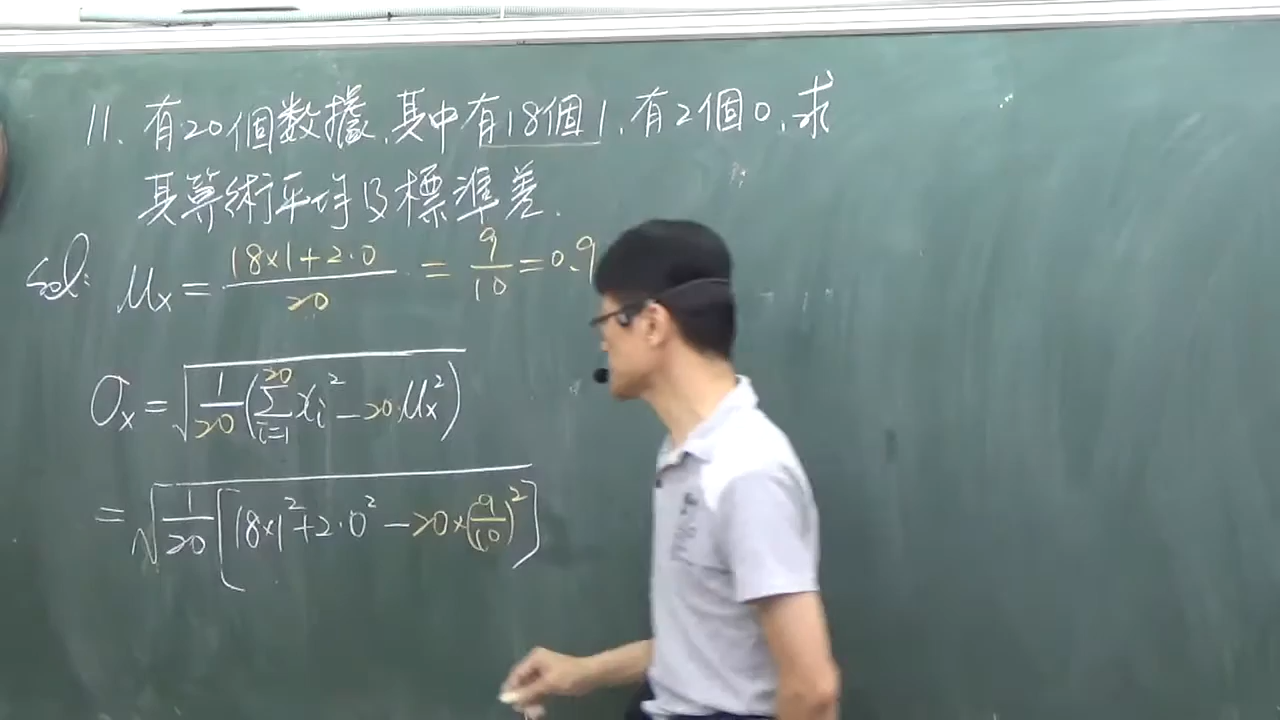 11. 有20個數據,其中有18個1,有2個0,求
其算術平均及標準差.
sol: μx = (18×1+2·0)/20 = 9/10 = 0.9
σx = √(1/20 (∑_{i=1}^{20} xi² − 20·μx²))
= √(1/20 [18×1²+2·0² − 20×(9/10)²])